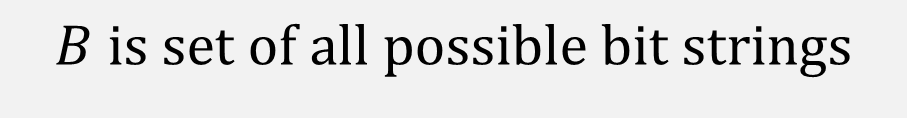 B is set of all possible bit strings